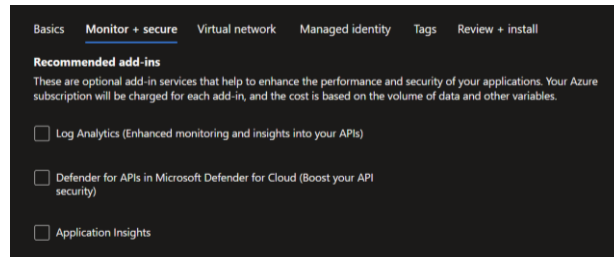 Basics Monitor + secure Virtual network Managed identity Tags Review + install
Recommended add-ins
These are optional add-in services that help to enhance the performance and security of your applications. Your Azure
subscription will be charged for each add-in, and the cost is based on the volume of data and other variables.
Log Analytics (Enhanced monitoring and insights into your APIs)
Defender for APIs in Microsoft Defender for Cloud (Boost your API
security)
Application Insights